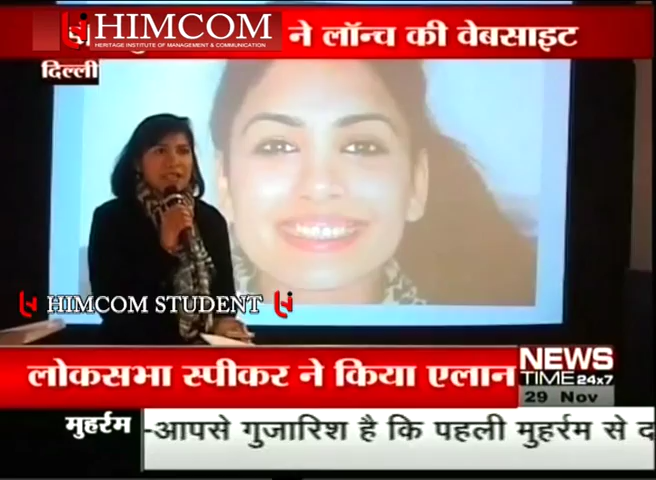 HIMCOM
HERITAGE INSTITUTE OF MANAGEMENT & COMMUNICATION
ने लॉन्च की वेबसाइट
दिल्ली
HIMCOM STUDENT
लोकसभा स्पीकर ने किया एलान
NEWS
TIME 24x7
29 Nov
मुहर्रम
-आपसे गुजारिश है कि पहली मुहर्रम से द